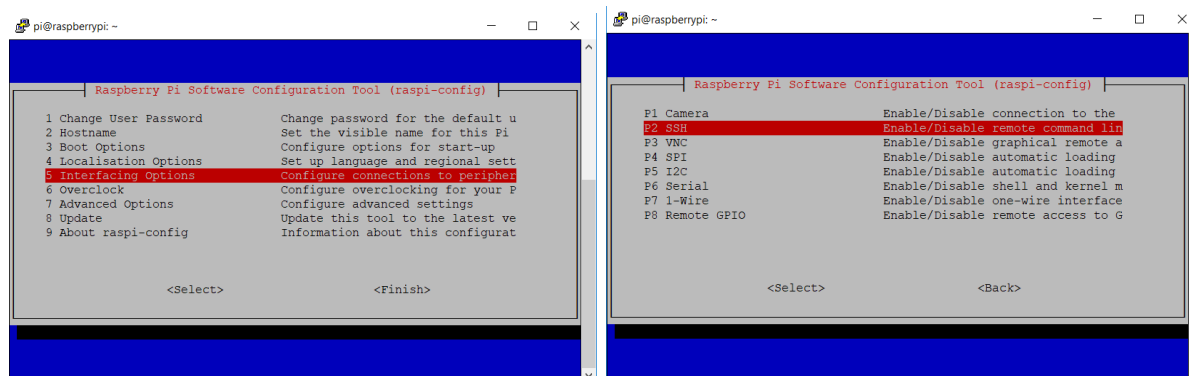 pi@raspberrypi: ~
Raspberry Pi Software Configuration Tool (raspi-config)
1 Change User Password Change password for the default u
2 Hostname Set the visible name for this Pi
3 Boot Options Configure options for start-up
4 Localisation Options Set up language and regional sett
5 Interfacing Options Configure connections to peripher
6 Overclock Configure overclocking for your P
7 Advanced Options Configure advanced settings
8 Update Update this tool to the latest ve
9 About raspi-config Information about this configurat
<Select> <Finish>
pi@raspberrypi: ~
Raspberry Pi Software Configuration Tool (raspi-config)
P1 Camera Enable/Disable connection to the
P2 SSH Enable/Disable remote command lin
P3 VNC Enable/Disable graphical remote a
P4 SPI Enable/Disable automatic loading
P5 I2C Enable/Disable automatic loading
P6 Serial Enable/Disable shell and kernel m
P7 1-Wire Enable/Disable one-wire interface
P8 Remote GPIO Enable/Disable remote access to G
<Select> <Back>